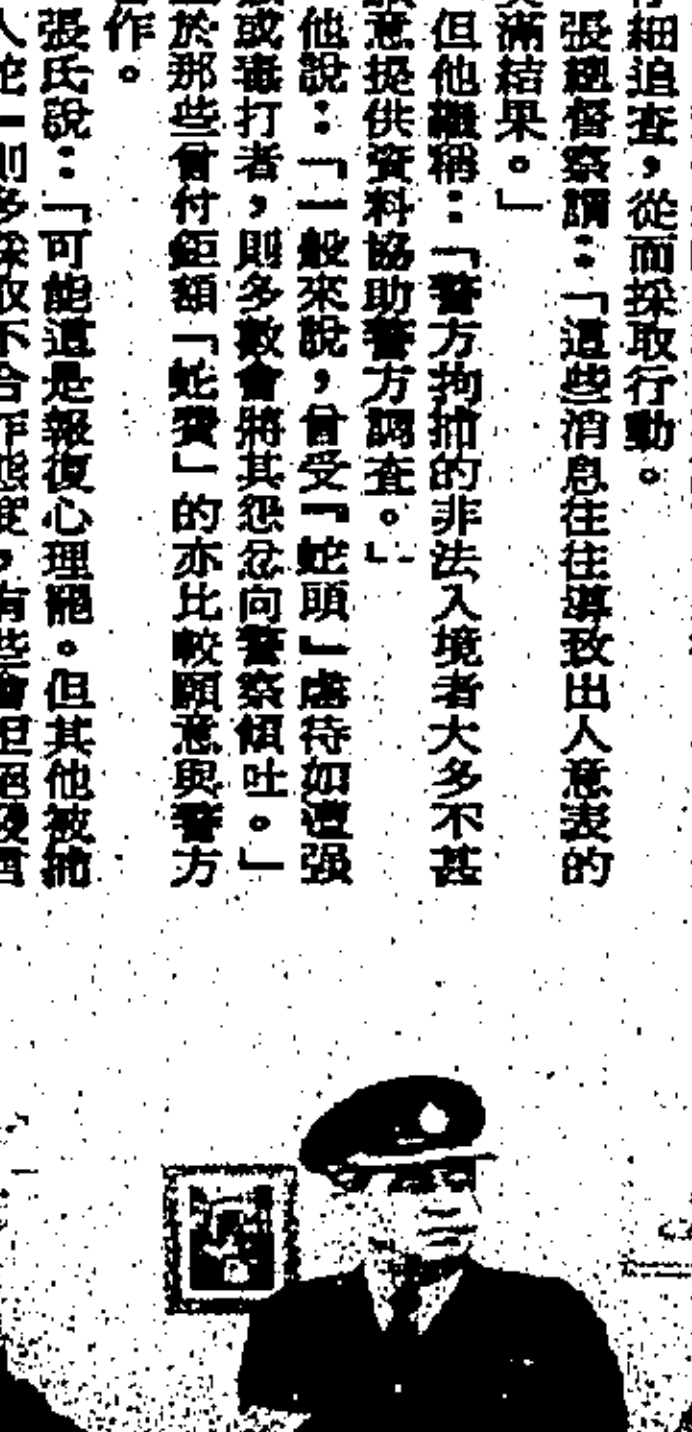 細追查，從而採取行動。
張總督察謂：「這些消息往往導致出人意表的
滿結果。」
但他繼稱：「警方拘捕的非法入境者大多不甚
意提供資料協助警方調查。」
他說：「一般來說，曾受『蛇頭』虐待如遭强
或毒打者，則多數會將其怨忿向警察傾吐。」
於那些曾付鉅額「蛇費」的亦比較願意與警方
作。
張氏說：「可能這是報復心理罷。但其他被捕
人蛇一則多採取不合作態度，有些會拒絕